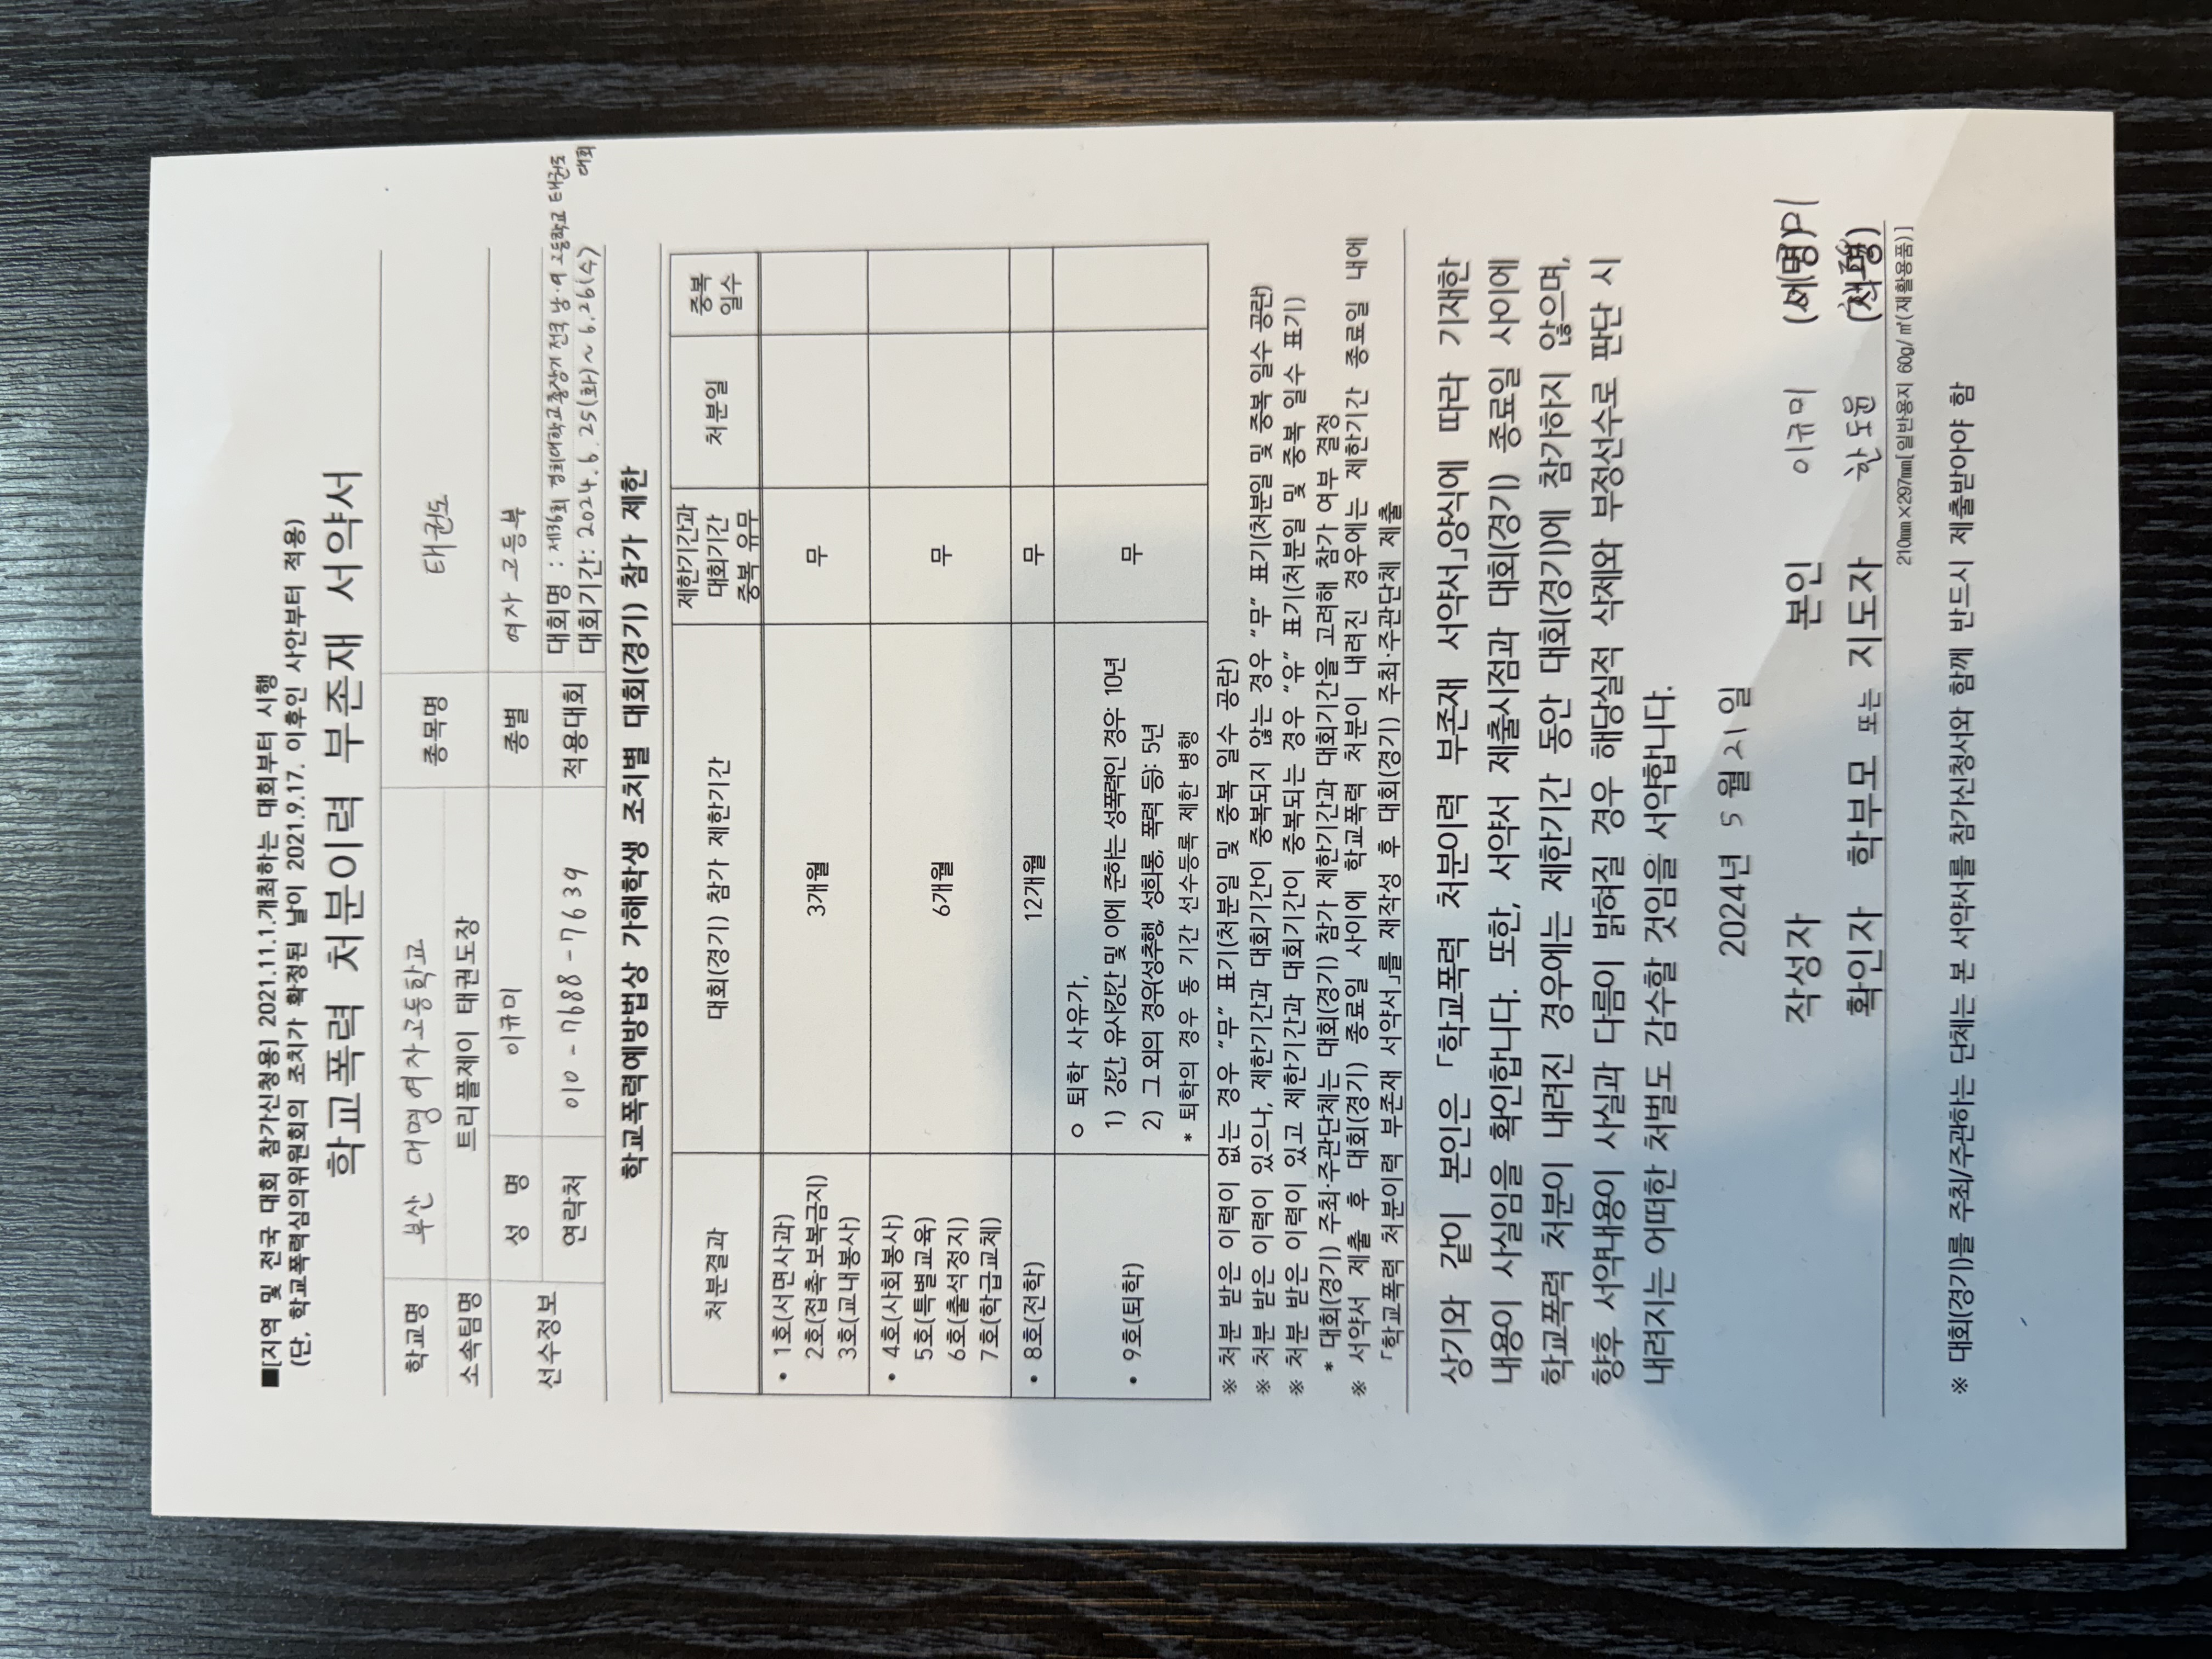 ■[지역 및 전국 대회 참가신청용] 2021.11.1.개최하는 대회부터 시행
(단, 학교폭력심의위원회의 조치가 확정된 날이 2021.9.17. 이후인 사안부터 적용)
학교폭력 처분이력 부존재 서약서
학교명 부산 대명여자고등학교 종목명 태권도
소속팀명 트리플제이 태권도장
선수정보 성 명 이규미 종별 여자 고등부
연락처 010-7688-7639 적용대회 대회명 : 제36회 경희대학교총장기 전국 남·여 고등학교 태권도 대회
대회기간: 2024. 6. 25(화)~ 6.26(수)
학교폭력예방법상 가해학생 조치별 대회(경기) 참가 제한
처분결과 대회(경기) 참가 제한기간 제한기간과 대회기간 중복 유무 처분일 중복 일수
• 1호(서면사과)
2호(접촉·보복금지) 3개월 무
3호(교내봉사)
• 4호(사회봉사)
5호(특별교육)
6호(출석정지) 6개월 무
7호(학급교체)
• 8호(전학) 12개월 무
• 9호(퇴학) ㅇ 퇴학 사유가, 무
1) 강간, 유사강간 및 이에 준하는 성폭력인 경우: 10년
2) 그 외의 경우(성추행, 성희롱, 폭력 등): 5년
* 퇴학의 경우 동 기간 선수등록 제한 병행
※ 처분 받은 이력이 없는 경우 “무” 표기(처분일 및 중복 일수 공란)
※ 처분 받은 이력이 있으나, 제한기간과 대회기간이 중복되지 않는 경우 “무” 표기(처분일 및 중복 일수 공란)
※ 처분 받은 이력이 있고 제한기간과 대회기간이 중복되는 경우 “유” 표기(처분일 및 중복 일수 표기)
* 대회(경기) 주최·주관단체는 대회(경기) 참가 제한기간과 대회기간을 고려해 참가 여부 결정
※ 서약서 제출 후 대회(경기) 종료일 사이에 학교폭력 처분이 내려진 경우에는 제한기간 종료일 내에
「학교폭력 처분이력 부존재 서약서」를 재작성 후 대회(경기) 주최·주관단체 제출
상기와 같이 본인은 「학교폭력 처분이력 부존재 서약서」양식에 따라 기재한
내용이 사실임을 확인합니다. 또한, 서약서 제출시점과 대회(경기) 종료일 사이에
학교폭력 처분이 내려진 경우에는 제한기간 동안 대회(경기)에 참가하지 않으며,
향후 서약내용이 사실과 다름이 밝혀질 경우 해당실적 삭제와 부정선수로 판단 시
내려지는 어떠한 처벌도 감수할 것임을 서약합니다.
2024년 5월 21일
작성자 본인 이규미 (서명)
확인자 학부모 또는 지도자 한도윤 (서명)
210㎜×297㎜[일반용지 60g/㎡(재활용품)]
※ 대회(경기)를 주최/주관하는 단체는 본 서약서를 참가신청서와 함께 반드시 제출받아야 함